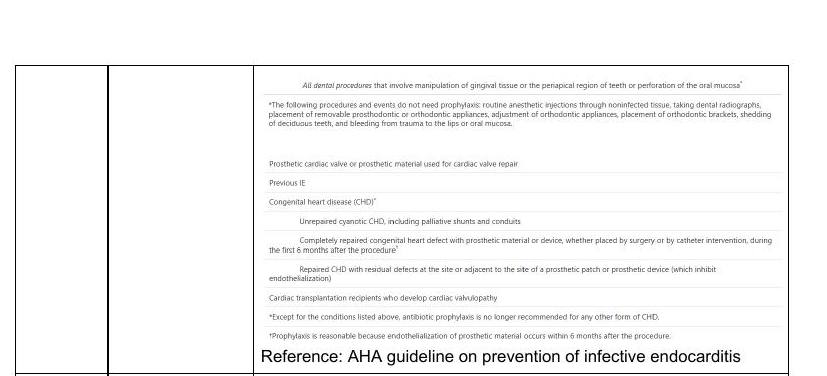 All dental procedures that involve manipulation of gingival tissue or the periapical region of teeth or perforation of the oral mucosa*
*The following procedures and events do not need prophylaxis: routine anesthetic injections through noninfected tissue, taking dental radiographs,
placement of removable prosthodontic or orthodontic appliances, adjustment of orthodontic appliances, placement of orthodontic brackets, shedding
of deciduous teeth, and bleeding from trauma to the lips or oral mucosa.
Prosthetic cardiac valve or prosthetic material used for cardiac valve repair
Previous IE
Congenital heart disease (CHD)*
Unrepaired cyanotic CHD, including palliative shunts and conduits
Completely repaired congenital heart defect with prosthetic material or device, whether placed by surgery or by catheter intervention, during
the first 6 months after the procedure†
Repaired CHD with residual defects at the site or adjacent to the site of a prosthetic patch or prosthetic device (which inhibit
endothelialization)
Cardiac transplantation recipients who develop cardiac valvulopathy
*Except for the conditions listed above, antibiotic prophylaxis is no longer recommended for any other form of CHD.
†Prophylaxis is reasonable because endothelialization of prosthetic material occurs within 6 months after the procedure.
Reference: AHA guideline on prevention of infective endocarditis